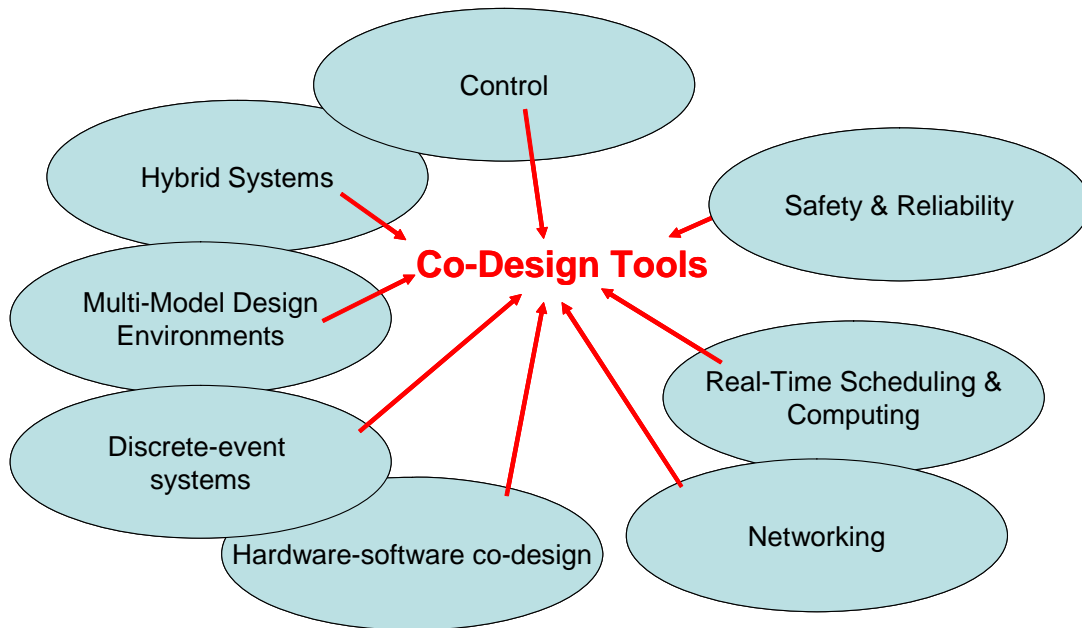 Control
Hybrid Systems
Safety & Reliability
Co-Design Tools
Multi-Model Design
Environments
Real-Time Scheduling &
Computing
Discrete-event
systems
Networking
Hardware-software co-design